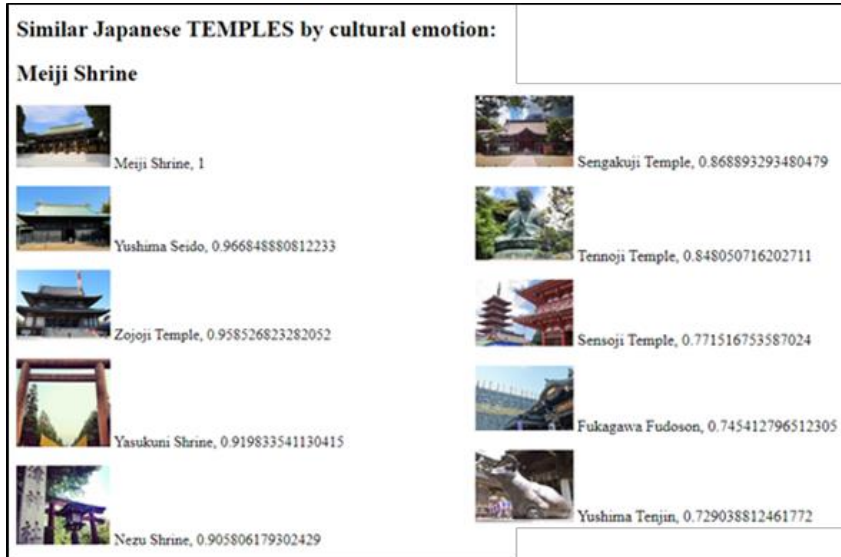 Similar Japanese TEMPLES by cultural emotion:
Meiji Shrine
Meiji Shrine, 1
Yushima Seido, 0.966848880812233
Zojoji Temple, 0.958526823282052
Yasukuni Shrine, 0.919833541130415
Nezu Shrine, 0.905806179302429
Sengakuji Temple, 0.868893293480479
Tennoji Temple, 0.848050716202711
Sensoji Temple, 0.771516753587024
Fukagawa Fudoson, 0.745412796512305
Yushima Tenjin, 0.729038812461772